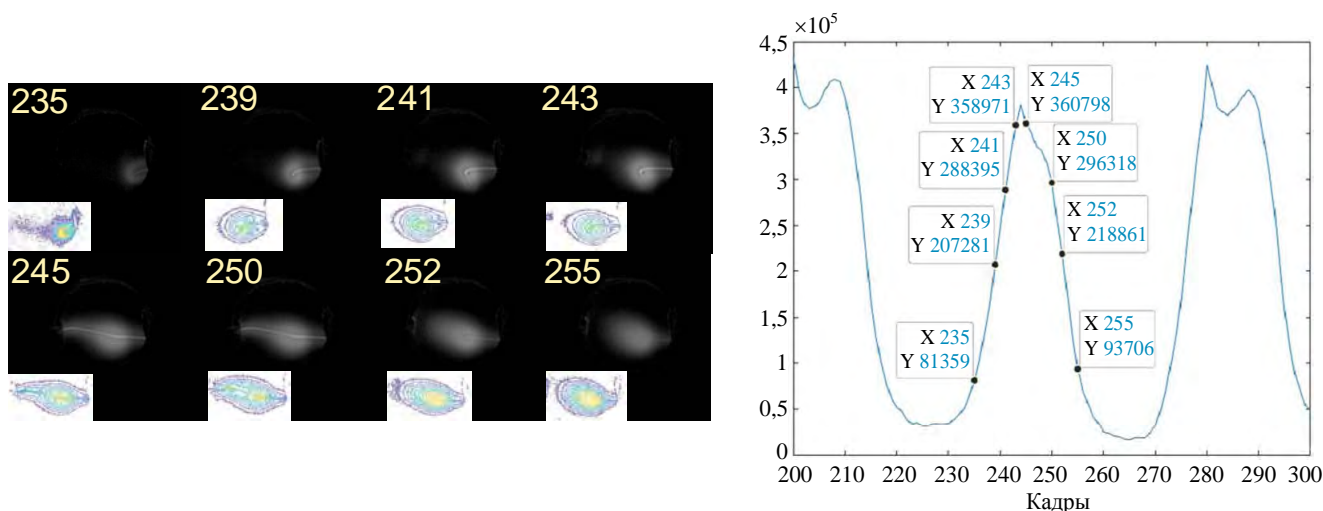 235 239 241 243
245 250 252 255
×10⁵
4,5
4
3,5
3
2,5
2
1,5
1
0,5
0
X 243
Y 358971
X 245
Y 360798
X 241
Y 288395
X 250
Y 296318
X 239
Y 207281
X 252
Y 218861
X 235
Y 81359
X 255
Y 93706
200 210 220 230 240 250 260 270 280 290 300
Кадры